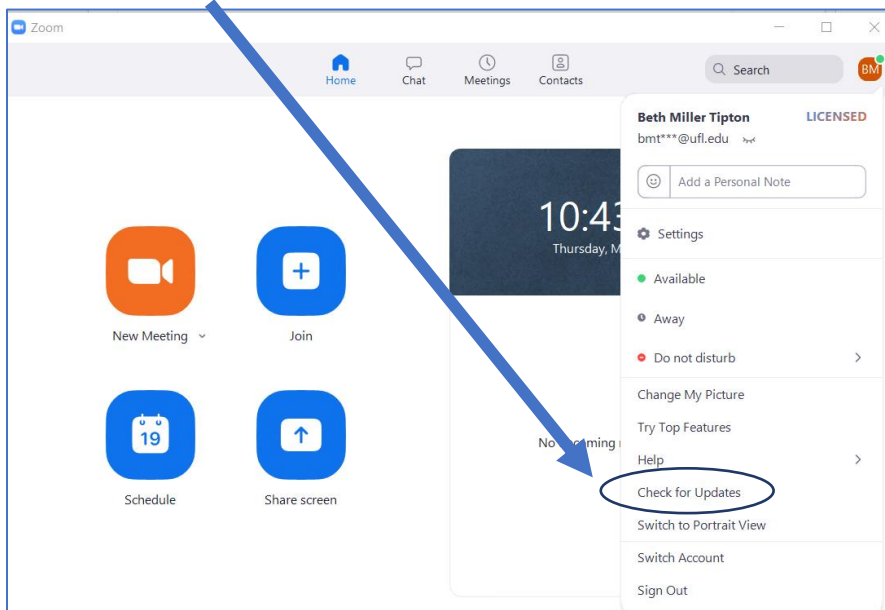 Zoom
Home Chat Meetings Contacts Search BM
Beth Miller Tipton LICENSED
bmt***@ufl.edu
Add a Personal Note
10:43
Thursday, M
Settings
Available
Away
New Meeting Join
Do not disturb
Change My Picture
Try Top Features
19
No
Help
Schedule Share screen
Check for Updates
Switch to Portrait View
Switch Account
Sign Out